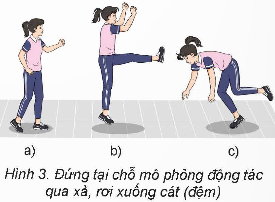 a) b) c)
Hình 3. Đứng tại chỗ mô phỏng động tác
qua xà, rơi xuống cát (đệm)